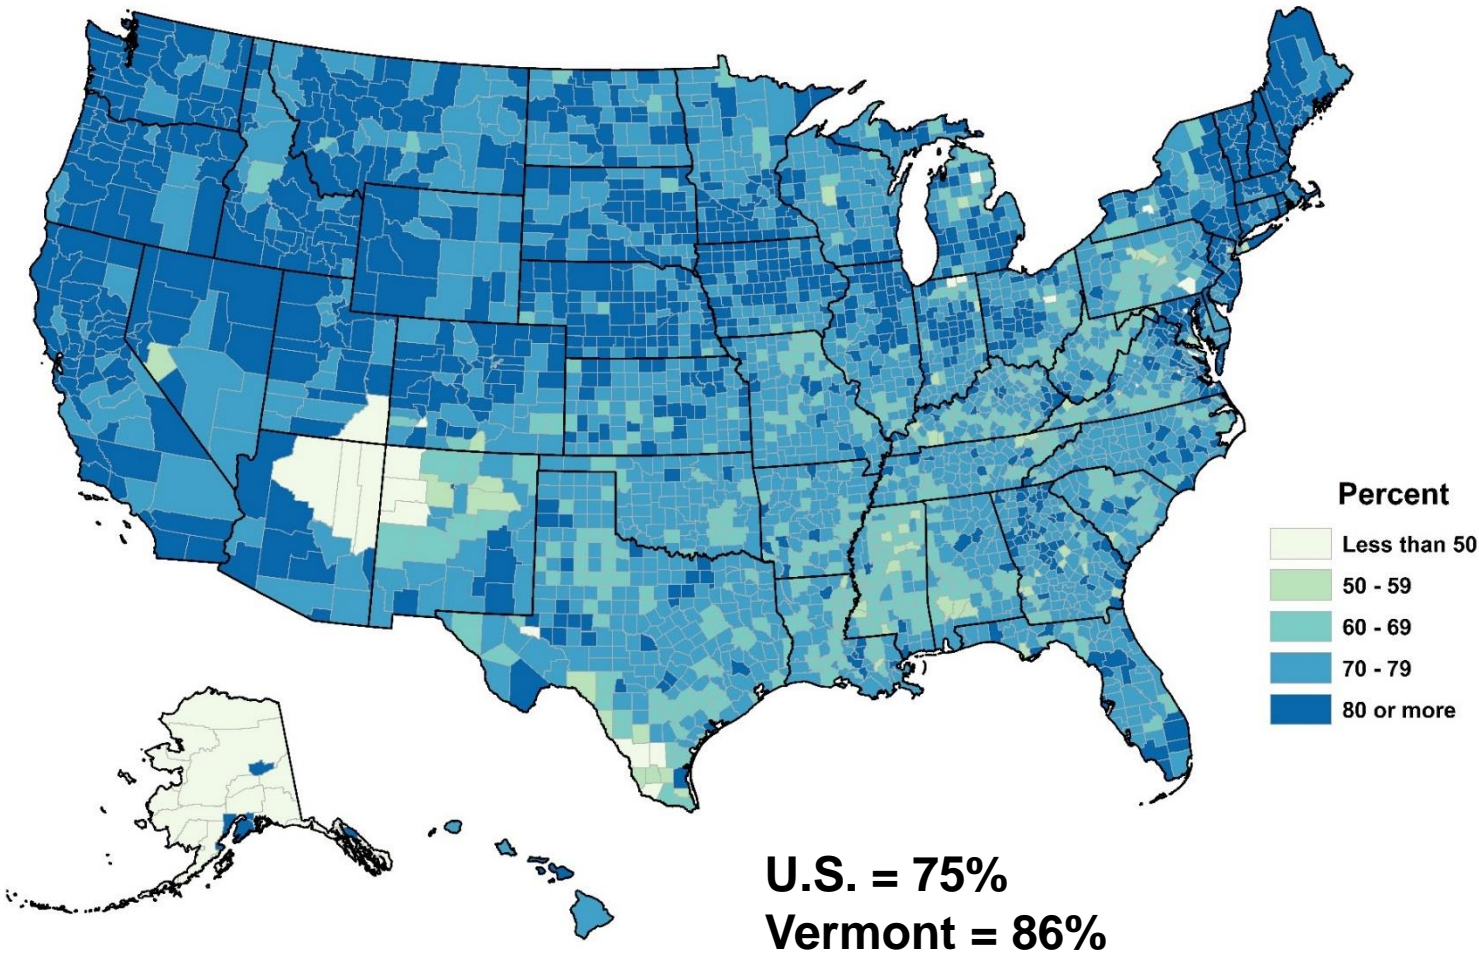 Percent
Less than 50
50 - 59
60 - 69
70 - 79
80 or more
U.S. = 75%
Vermont = 86%